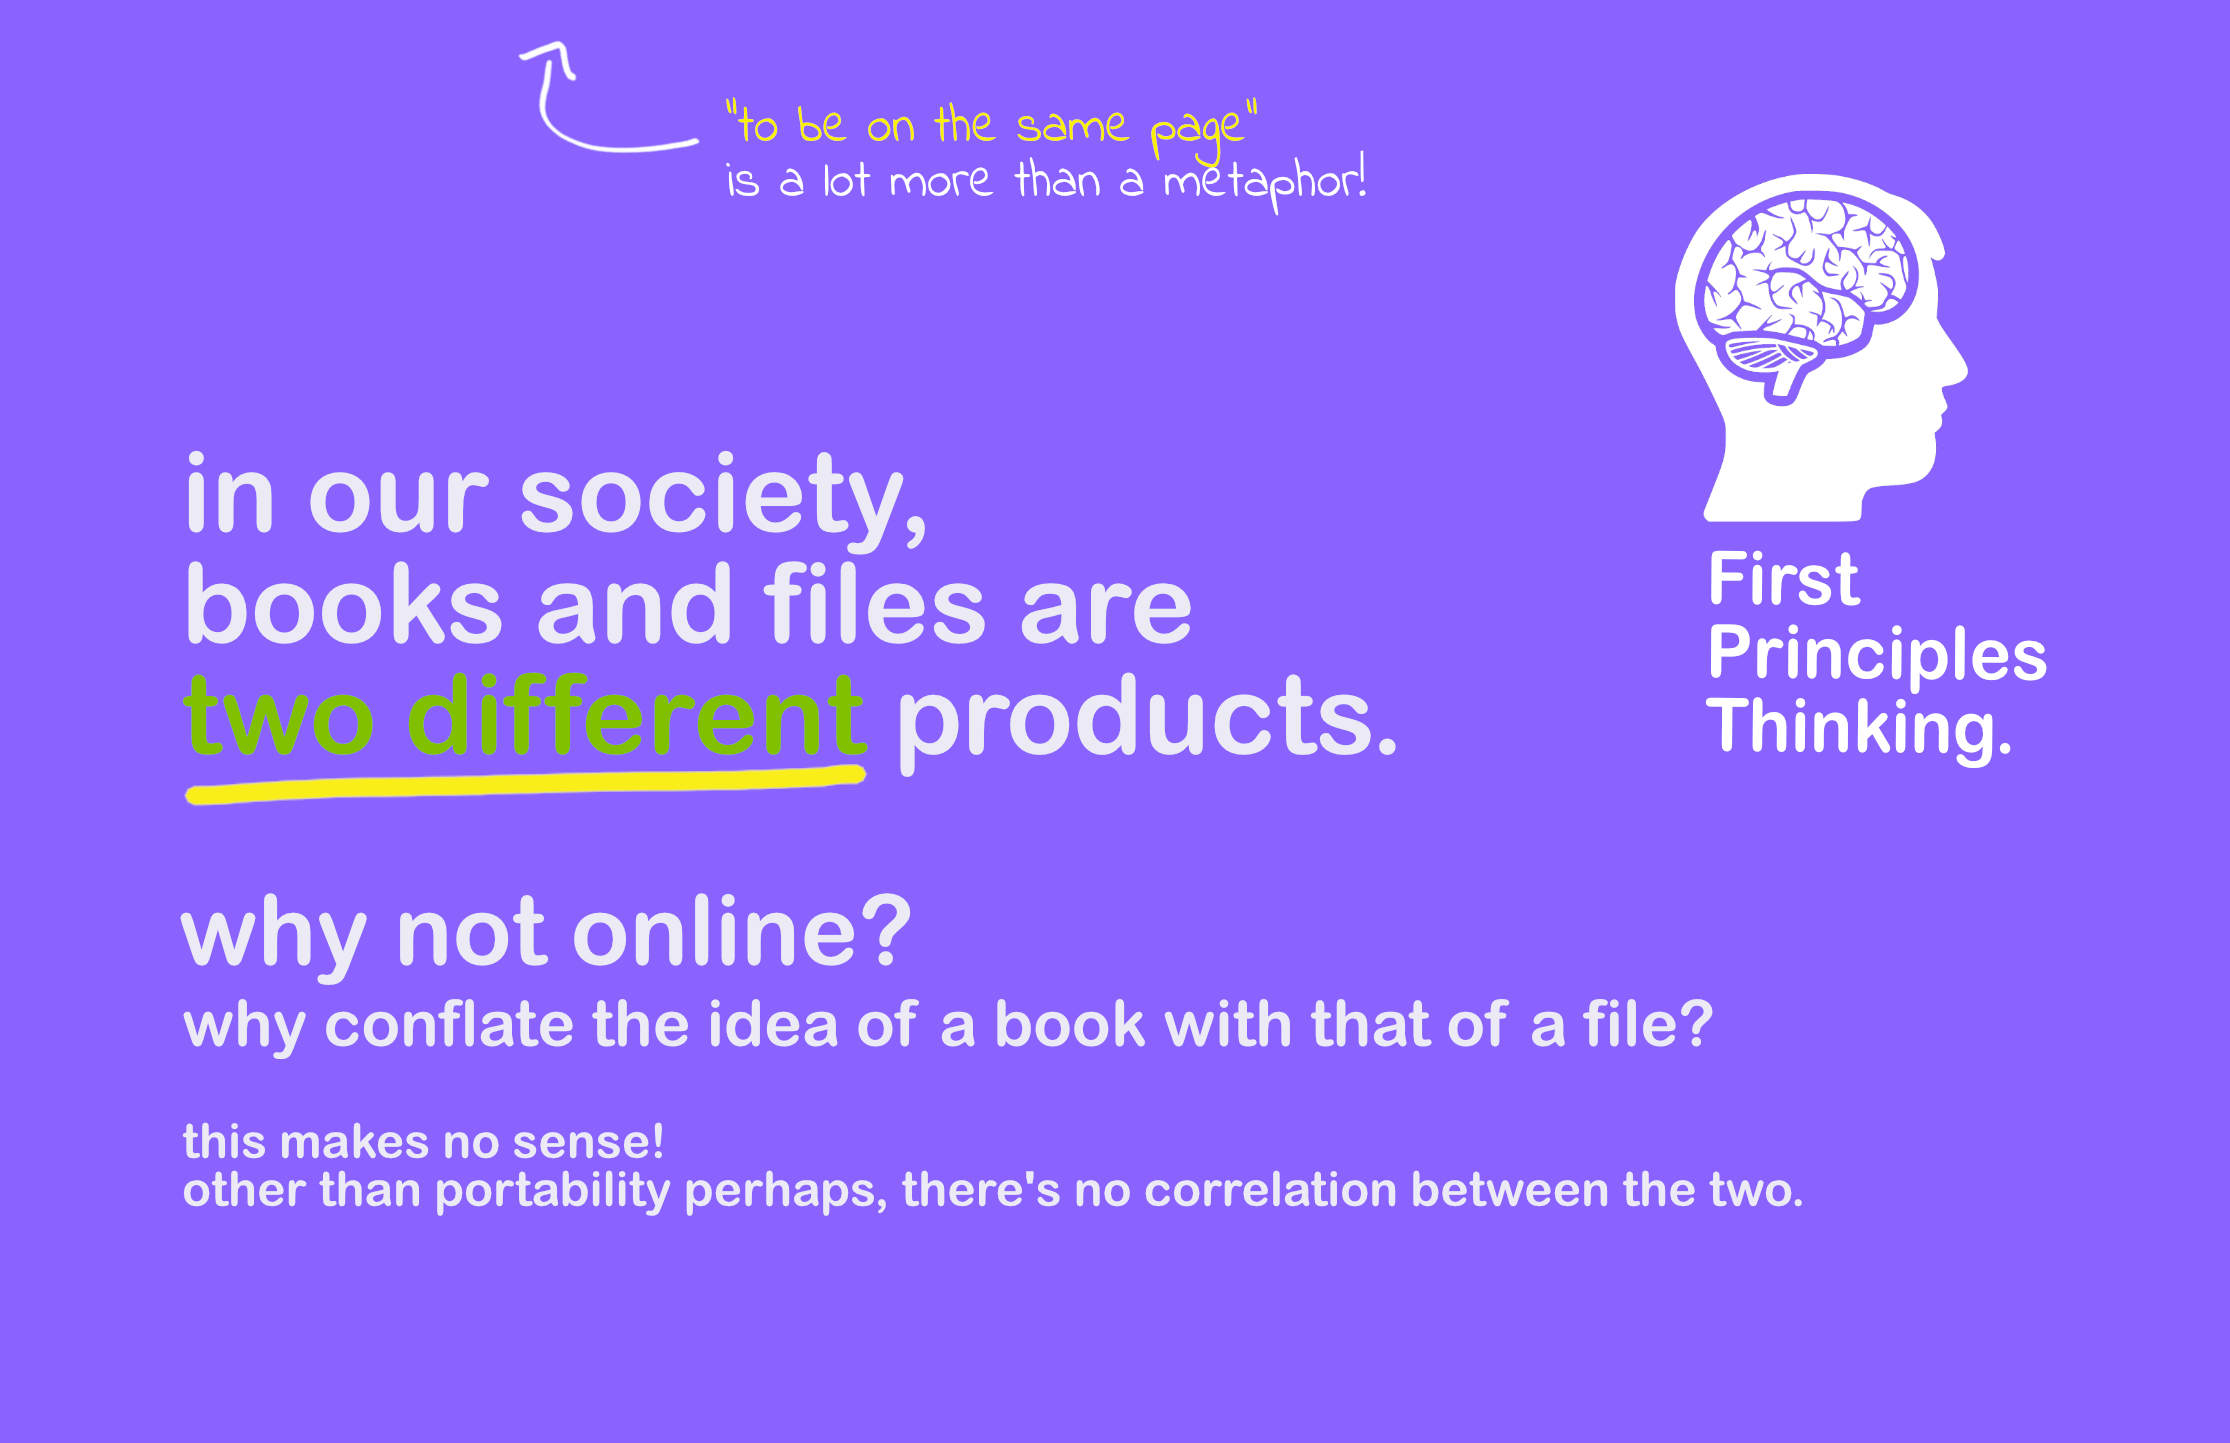 "to be on the same page"
is a lot more than a metaphor!
in our society,
books and files are
two different products.
First
Principles
Thinking.
why not online?
why conflate the idea of a book with that of a file?
this makes no sense!
other than portability perhaps, there's no correlation between the two.